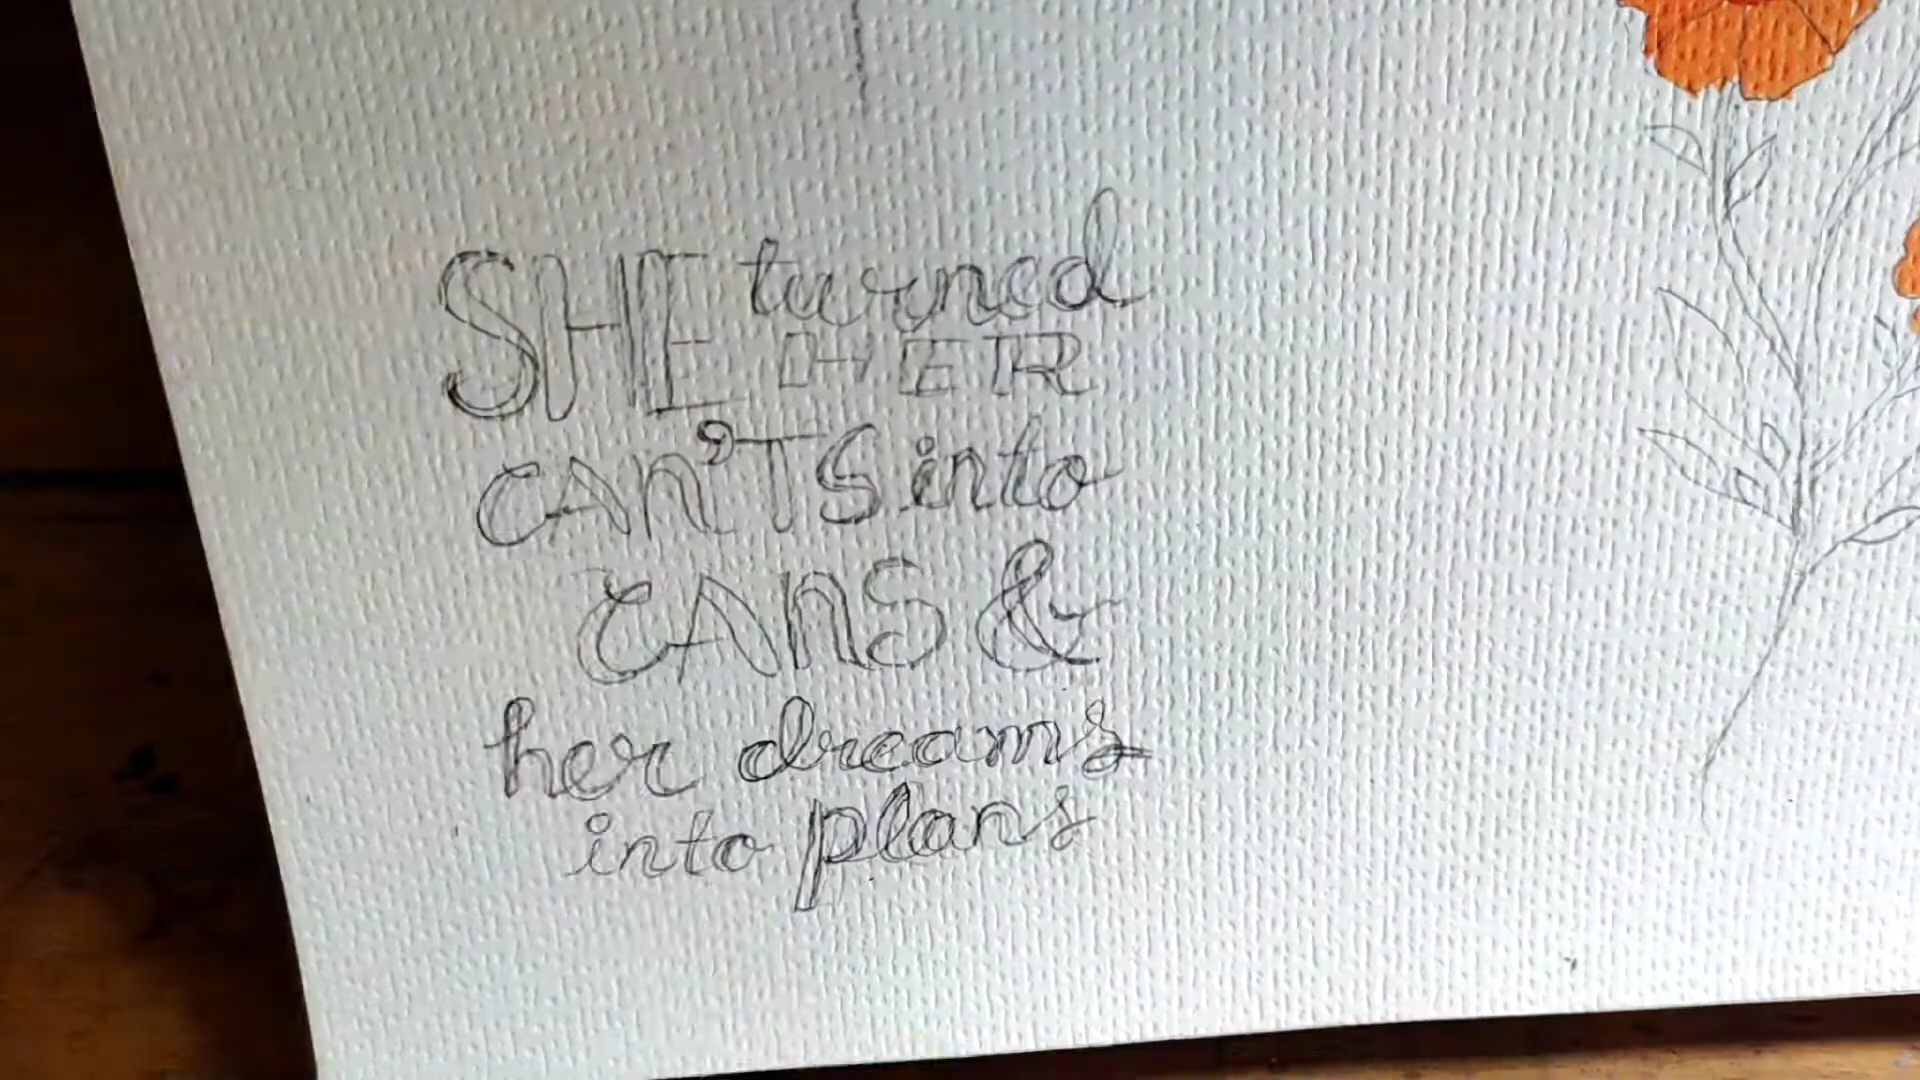 SHE turned
HER
CAn'TS into
CAnS &
her dreams
into plans